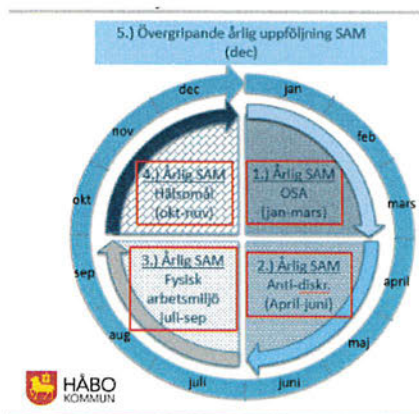 5.) Övergripande årlig uppföljning SAM
(dec)
dec
jan
nov
feb
4.) Årlig SAM
Hälsomål
(okt-nov)
1.) Årlig SAM
OSA
(jan-mars)
okt
mars
sep
april
3.) Årlig SAM
Fysisk
arbetsmiljö
juli-sep
2.) Årlig SAM
Anti-diskr.
(April-juni)
aug
maj
juli
juni
HÅBO
KOMMUN